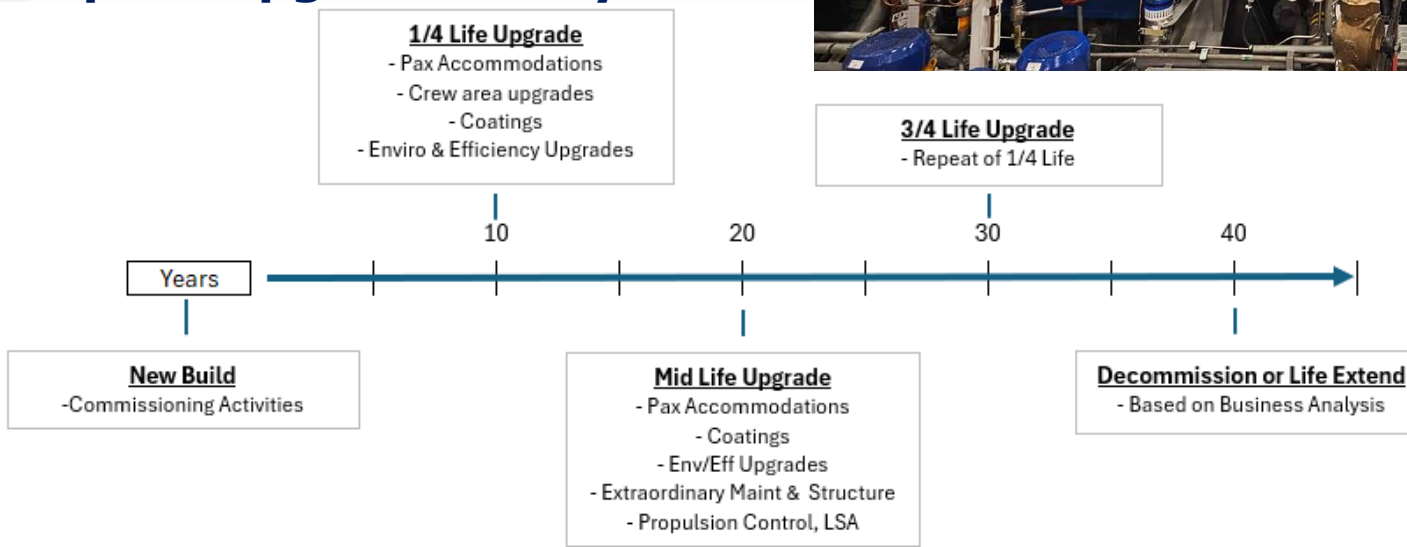 1/4 Life Upgrade
- Pax Accommodations
- Crew area upgrades
- Coatings
- Enviro & Efficiency Upgrades
3/4 Life Upgrade
- Repeat of 1/4 Life
10
20
30
40
Years
New Build
-Commissioning Activities
Mid Life Upgrade
- Pax Accommodations
- Coatings
- Env/Eff Upgrades
- Extraordinary Maint & Structure
- Propulsion Control, LSA
Decommission or Life Extend
- Based on Business Analysis